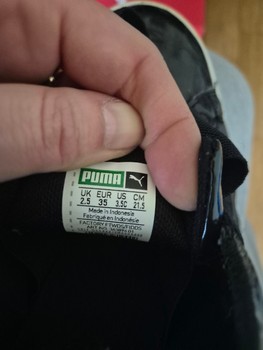 PUMA
UK EUR US CM
2.5 35 3.5C 21.5
Made in Indonesia
Fabriqué en Indonésie